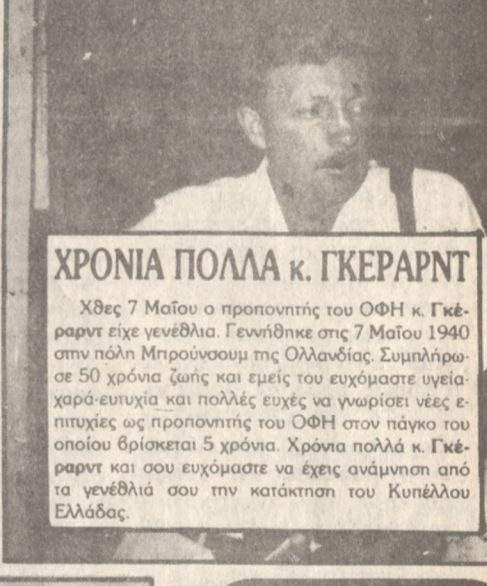 ΧΡΟΝΙΑ ΠΟΛΛΑ κ. ΓΚΕΡΑΡΝΤ
Χθες 7 Μαΐου ο προπονητής του ΟΦΗ κ. Γκέ-
ραρντ είχε γενέθλια. Γεννήθηκε στις 7 Μαΐου 1940
στην πόλη Μπρούνσουμ της Ολλανδίας. Συμπλήρω-
σε 50 χρόνια ζωής και εμείς του ευχόμαστε υγεία-
χαρά-ευτυχία και πολλές ευχές να γνωρίσει νέες ε-
πιτυχίες ως προπονητής του ΟΦΗ στον πάγκο του
οποίου βρίσκεται 5 χρόνια. Χρόνια πολλά κ. Γκέ-
ραρντ και σου ευχόμαστε να έχεις ανάμνηση από
τα γενέθλιά σου την κατάκτηση του Κυπέλλου
Ελλάδας.